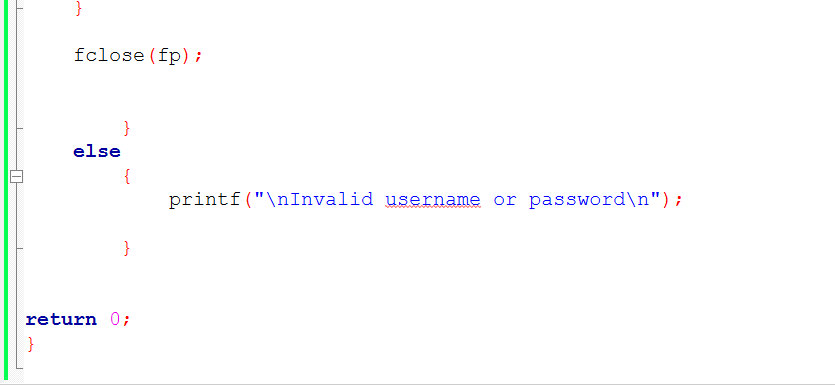 }
fclose(fp);
}
else
{
printf("\nInvalid username or password\n");
}
return 0;
}